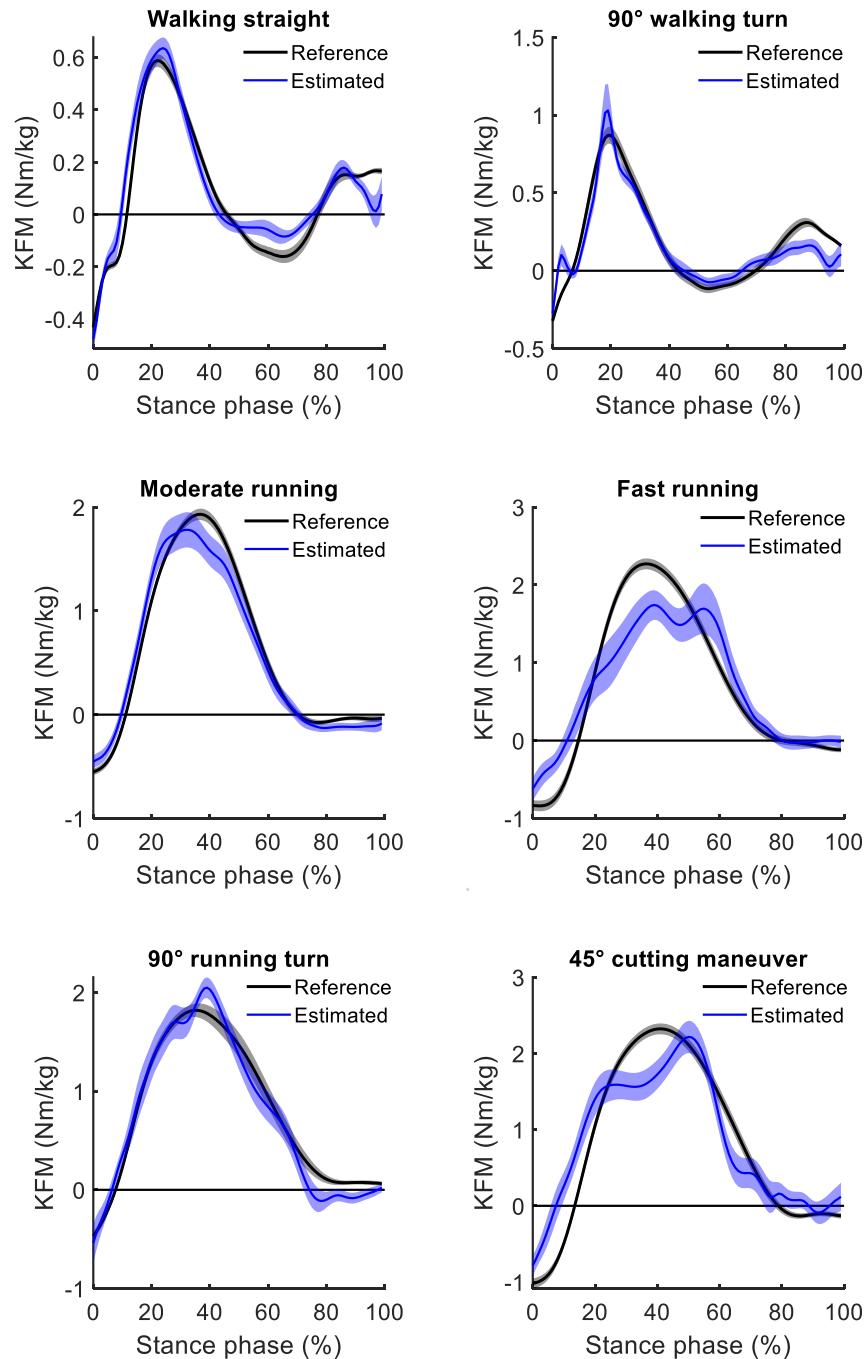 Walking straight
Reference
Estimated
KFM (Nm/kg)
0.6
0.4
0.2
0
-0.2
-0.4
0 20 40 60 80 100
Stance phase (%)
90° walking turn
Reference
Estimated
KFM (Nm/kg)
1.5
1
0.5
0
-0.5
0 20 40 60 80 100
Stance phase (%)
Moderate running
Reference
Estimated
KFM (Nm/kg)
2
1
0
-1
0 20 40 60 80 100
Stance phase (%)
Fast running
Reference
Estimated
KFM (Nm/kg)
3
2
1
0
-1
0 20 40 60 80 100
Stance phase (%)
90° running turn
Reference
Estimated
KFM (Nm/kg)
2
1
0
-1
0 20 40 60 80 100
Stance phase (%)
45° cutting maneuver
Reference
Estimated
KFM (Nm/kg)
3
2
1
0
-1
0 20 40 60 80 100
Stance phase (%)